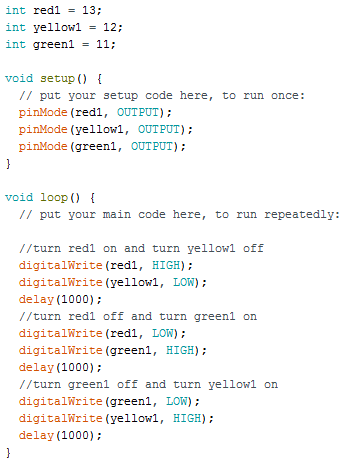 int red1 = 13;
int yellow1 = 12;
int green1 = 11;

void setup() {
  // put your setup code here, to run once:
  pinMode(red1, OUTPUT);
  pinMode(yellow1, OUTPUT);
  pinMode(green1, OUTPUT);
}

void loop() {
  // put your main code here, to run repeatedly:

  //turn red1 on and turn yellow1 off
  digitalWrite(red1, HIGH);
  digitalWrite(yellow1, LOW);
  delay(1000);
  //turn red1 off and turn green1 on
  digitalWrite(red1, LOW);
  digitalWrite(green1, HIGH);
  delay(1000);
  //turn green1 off and turn yellow1 on
  digitalWrite(green1, LOW);
  digitalWrite(yellow1, HIGH);
  delay(1000);
}